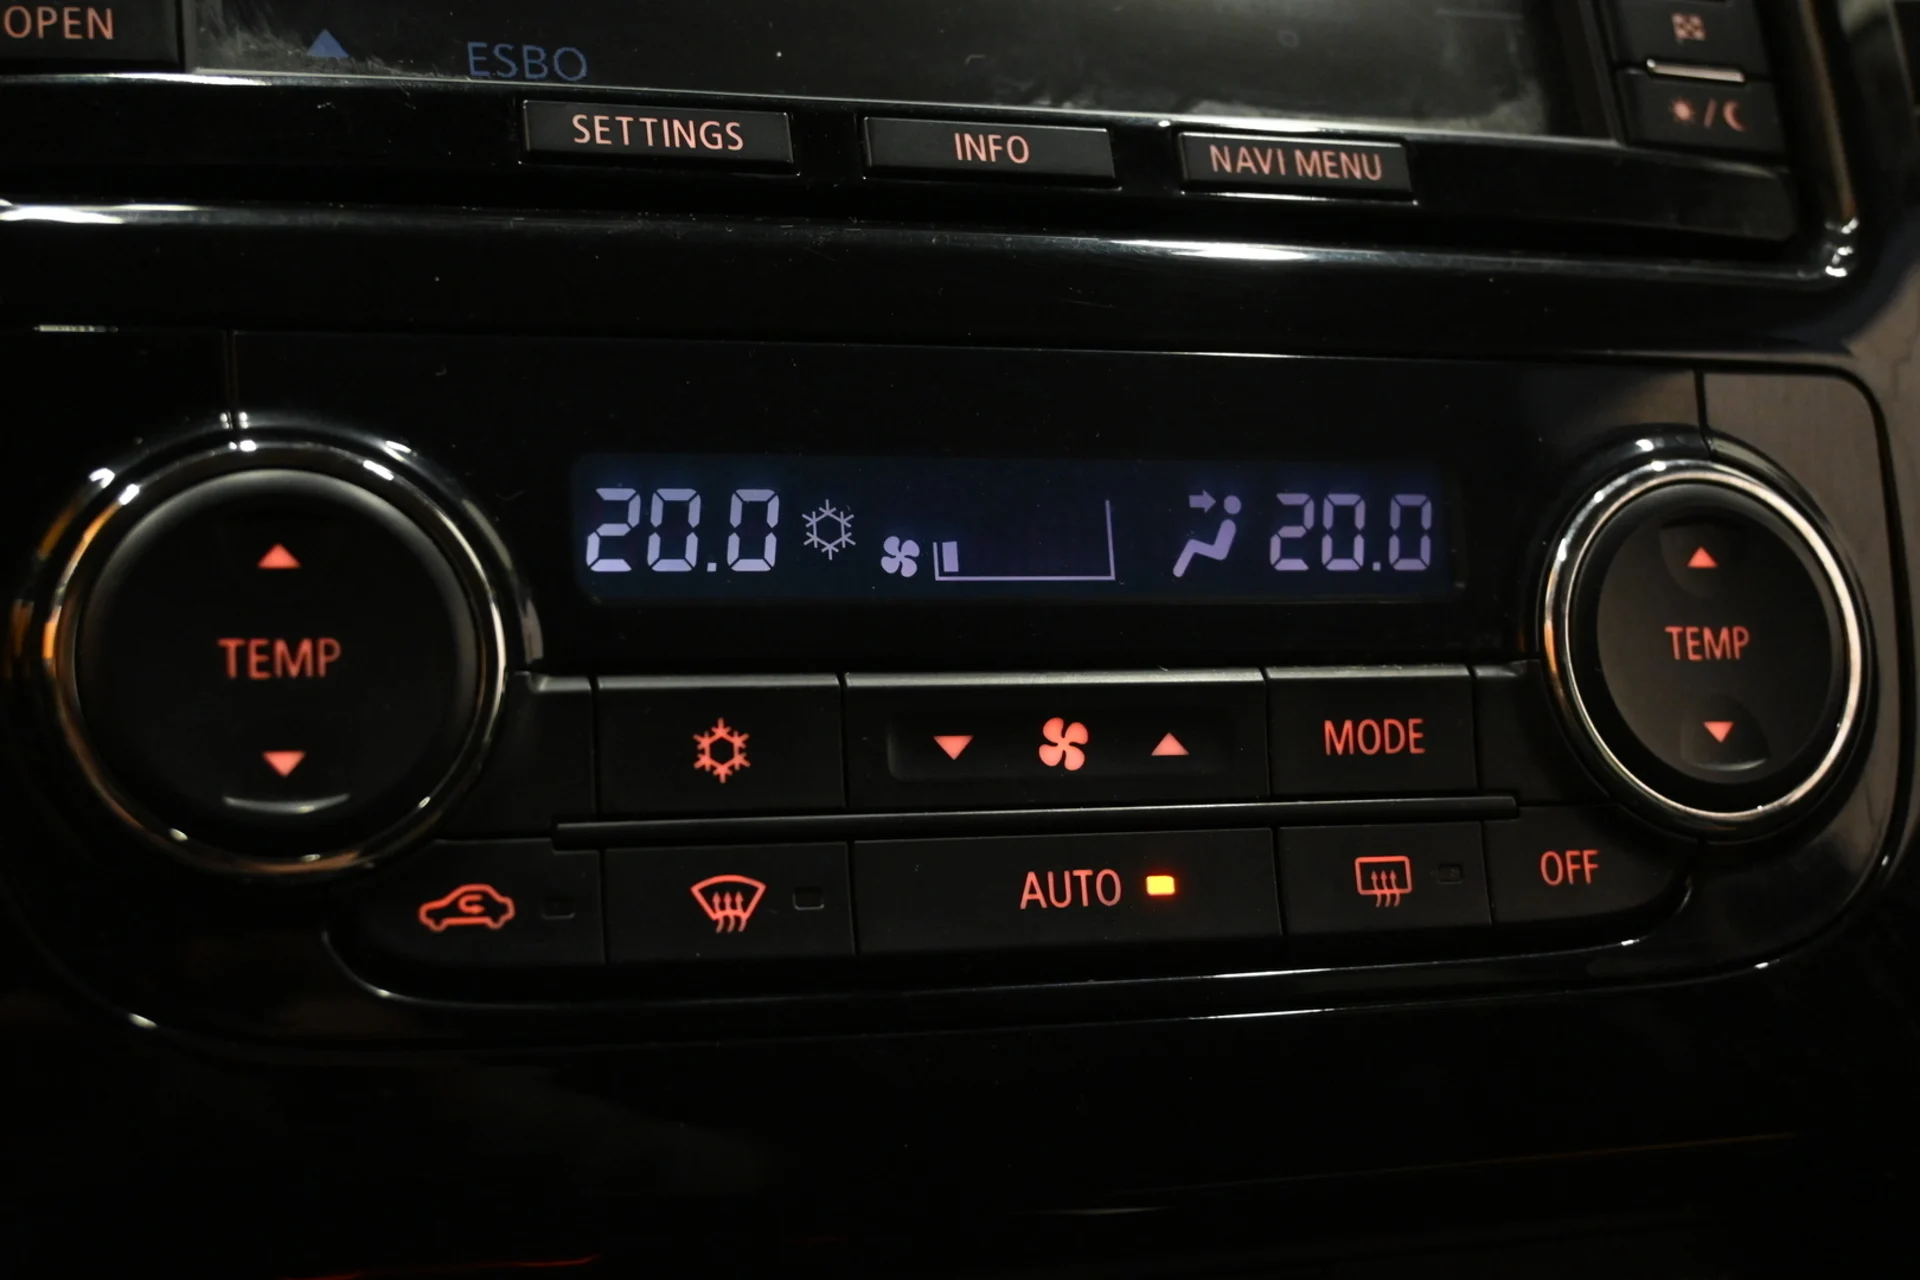 OPEN
ESBO
SETTINGS
INFO
NAVI MENU
20.0
20.0
TEMP
TEMP
MODE
AUTO
OFF